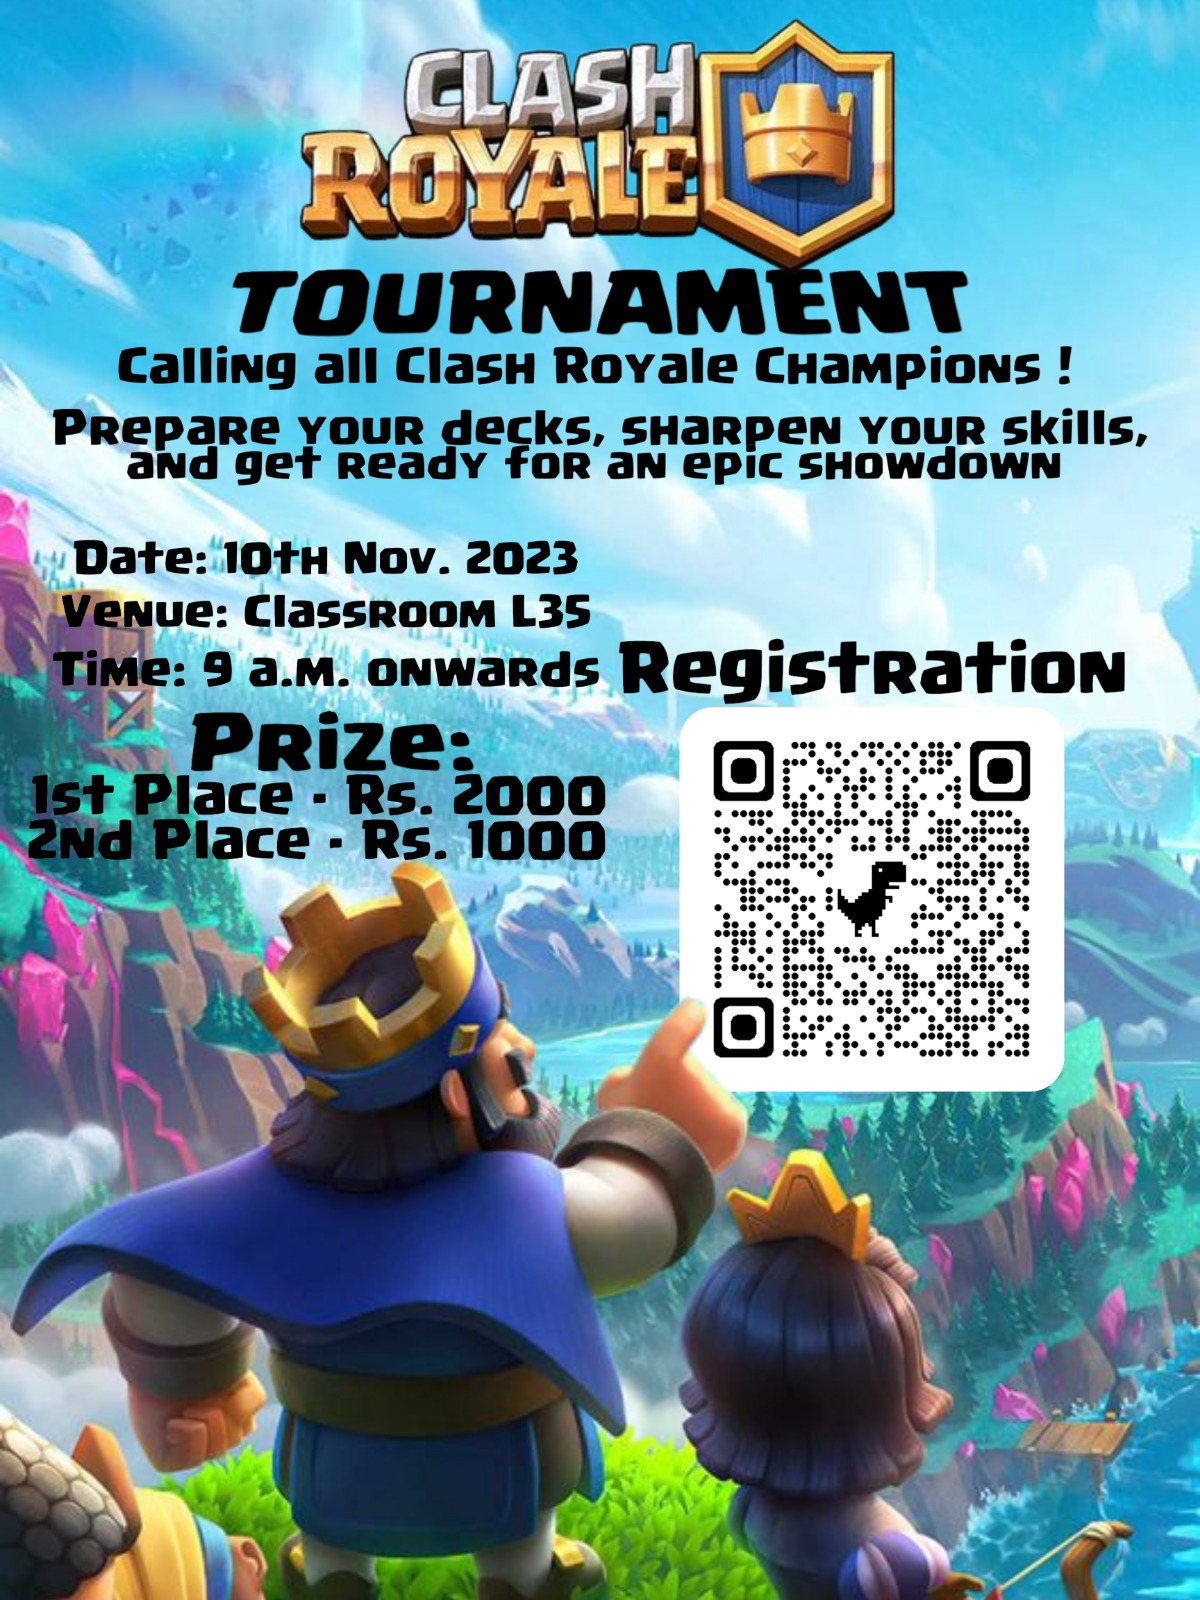 CLASH
ROYALE
TOURNAMENT
Calling all Clash Royale Champions !
Prepare your decks, sharpen your skills,
and get ready for an epic showdown
Date: 10th Nov. 2023
Venue: Classroom L35
Time: 9 a.m. onwards
Registration
Prize:
1st Place - Rs. 2000
2nd Place - Rs. 1000